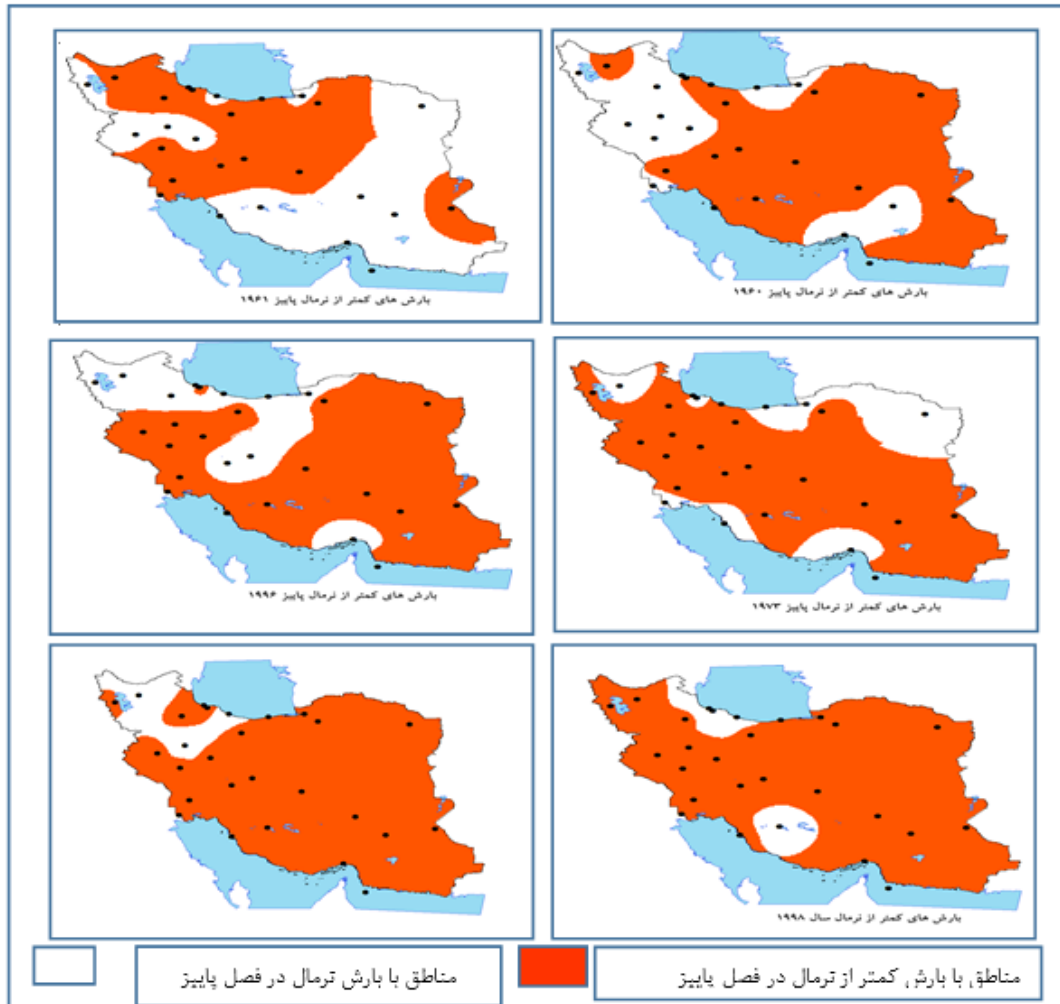 بارش های کمتر از نرمال پاییز ۱۹۶۰
بارش های کمتر از نرمال پاییز ۱۹۶۱
بارش های کمتر از نرمال پاییز ۱۹۷۳
بارش های کمتر از نرمال پاییز ۱۹۹۶
بارش های کمتر از نرمال سال ۱۹۹۸
مناطق با بارش کمتر از نرمال در فصل پاییز
مناطق با بارش نرمال در فصل پاییز